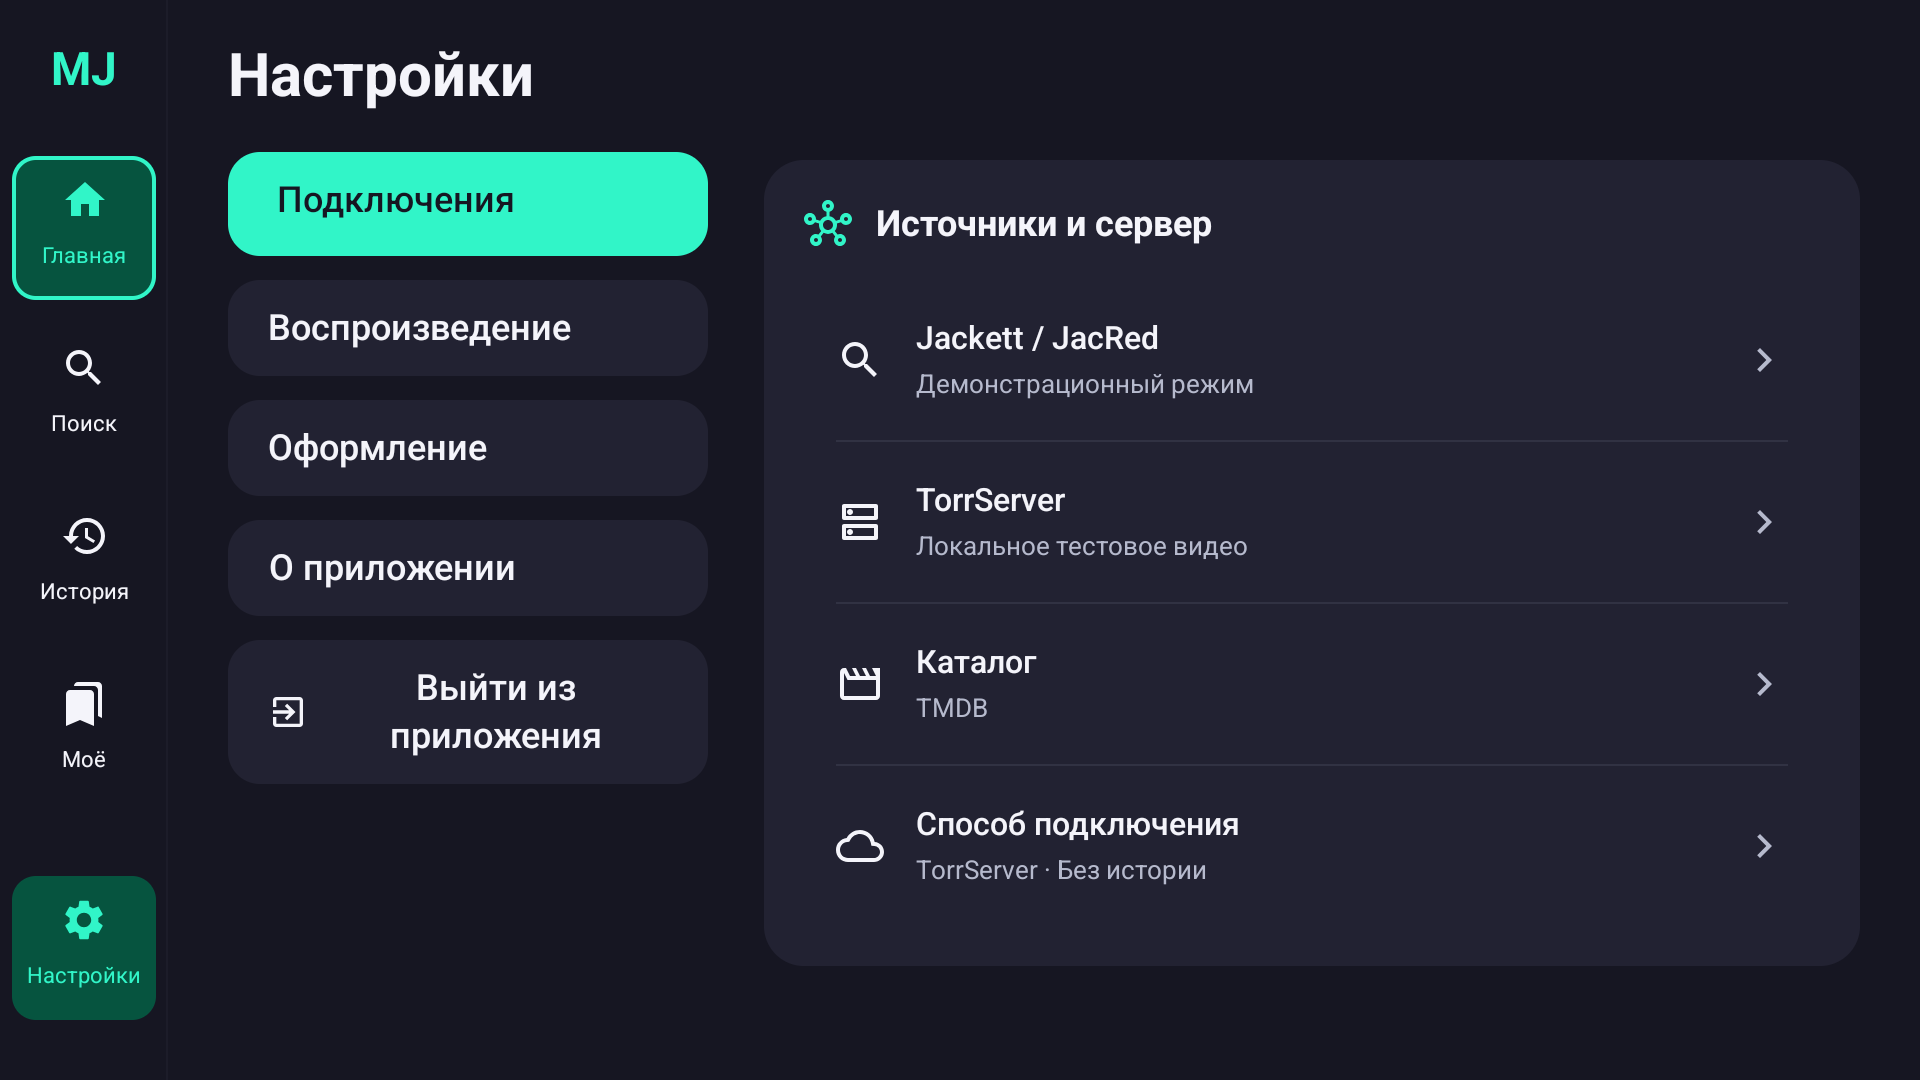 MJ
Главная
Поиск
История
Моё
Настройки
Настройки
Подключения
Воспроизведение
Оформление
О приложении
Выйти из
приложения
Источники и сервер
Jackett / JacRed
Демонстрационный режим
TorrServer
Локальное тестовое видео
Каталог
TMDB
Способ подключения
TorrServer · Без истории